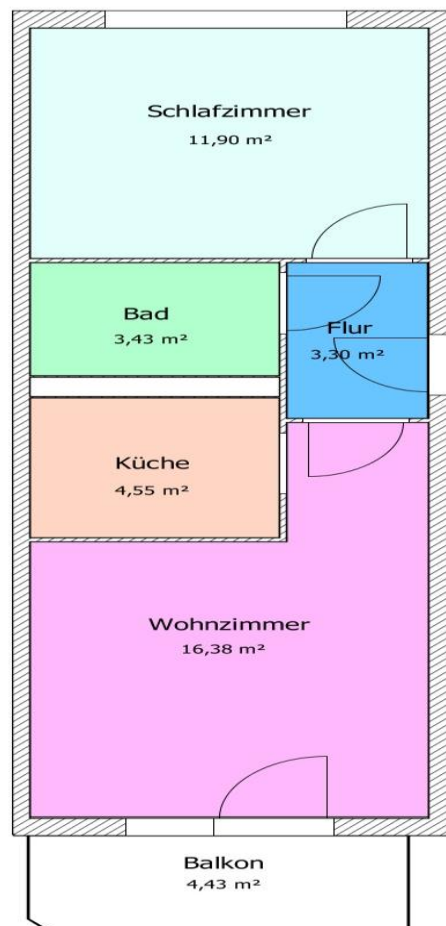 Schlafzimmer
11,90 m²
Bad
3,43 m²
Flur
3,30 m²
Küche
4,55 m²
Wohnzimmer
16,38 m²
Balkon
4,43 m²